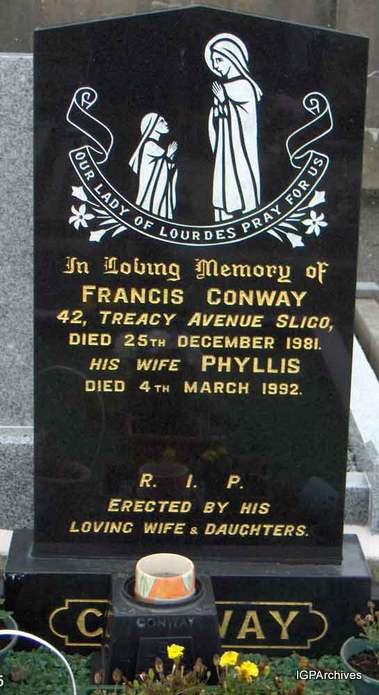 OUR LADY OF LOURDES PRAY FOR US
In Loving Memory of
FRANCIS CONWAY
42, TREACY AVENUE SLIGO,
DIED 25TH DECEMBER 1981.
HIS WIFE PHYLLIS
DIED 4TH MARCH 1992.
R. I. P.
ERECTED BY HIS
LOVING WIFE & DAUGHTERS.
CONWAY
C WAY
IGPArchives